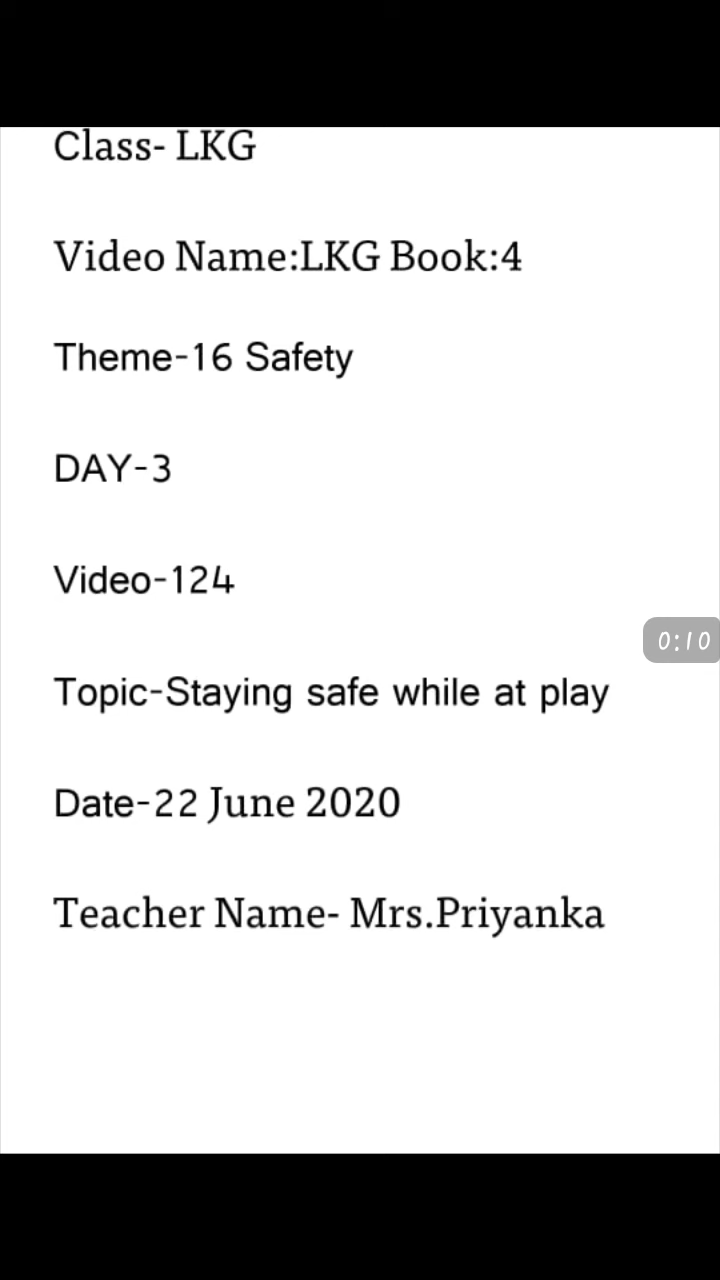 Class- LKG
Video Name:LKG Book:4
Theme-16 Safety
DAY-3
Video-124
0:10
Topic-Staying safe while at play
Date-22 June 2020
Teacher Name- Mrs.Priyanka